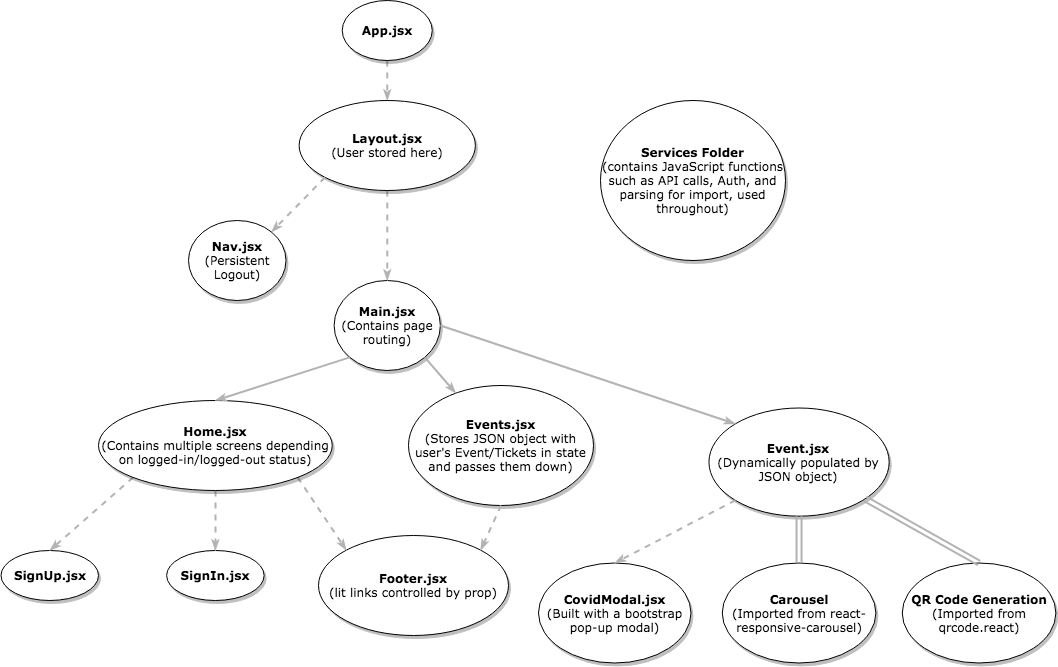 App.jsx
Layout.jsx
(User stored here)
Services Folder
(contains JavaScript functions
such as API calls, Auth, and
parsing for import, used
throughout)
Nav.jsx
(Persistent
Logout)
Main.jsx
(Contains page
routing)
Home.jsx
(Contains multiple screens depending
on logged-in/logged-out status)
Events.jsx
(Stores JSON object with
user's Event/Tickets in state
and passes them down)
Event.jsx
(Dynamically populated by
JSON object)
SignUp.jsx
SignIn.jsx
Footer.jsx
(lit links controlled by prop)
CovidModal.jsx
(Built with a bootstrap
pop-up modal)
Carousel
(Imported from react-
responsive-carousel)
QR Code Generation
(Imported from
qrcode.react)